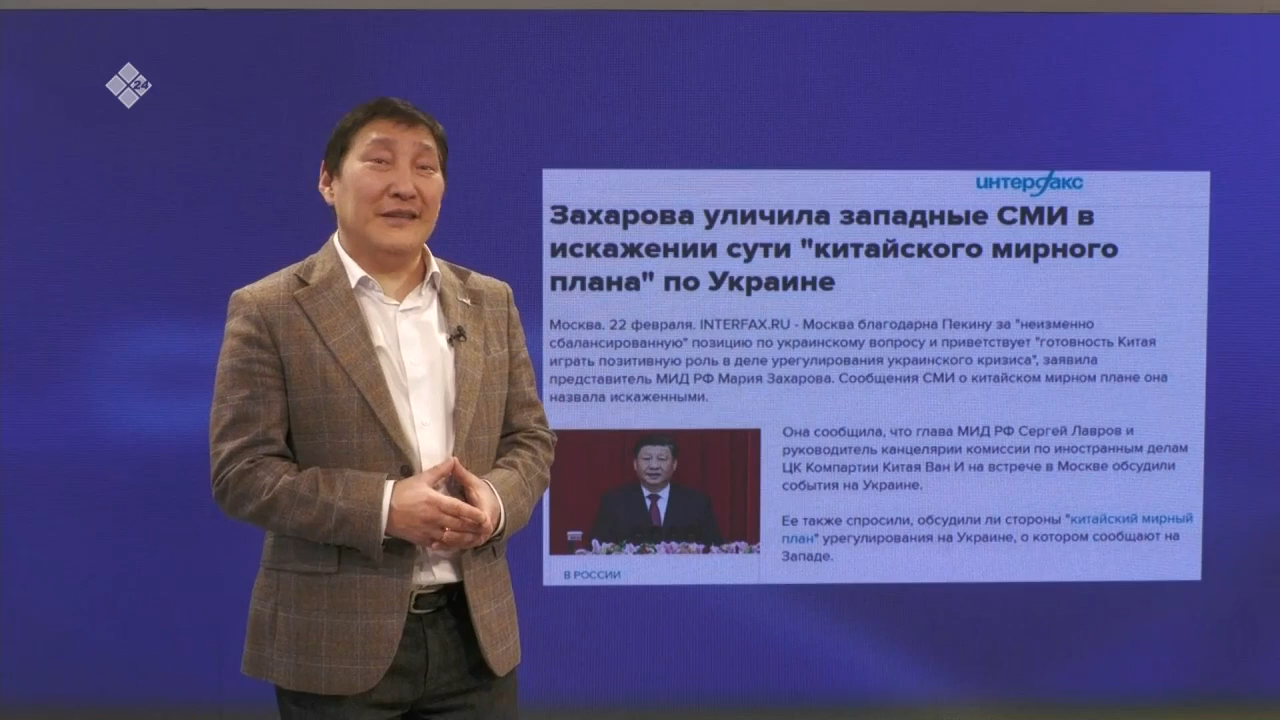 X24
интерфакс
Захарова уличила западные СМИ в
искажении сути "китайского мирного
плана" по Украине
Москва. 22 февраля. INTERFAX.RU - Москва благодарна Пекину за "неизменно
сбалансированную" позицию по украинскому вопросу и приветствует "готовность Китая
играть позитивную роль в деле урегулирования украинского кризиса", заявила
представитель МИД РФ Мария Захарова. Сообщения СМИ о китайском мирном плане она
назвала искаженными.
Она сообщила, что глава МИД РФ Сергей Лавров и
руководитель канцелярии комиссии по иностранным делам
ЦК Компартии Китая Ван И на встрече в Москве обсудили
события на Украине.
Ее также спросили, обсудили ли стороны "китайский мирный
план" урегулирования на Украине, о котором сообщают на
Западе.
В РОССИИ